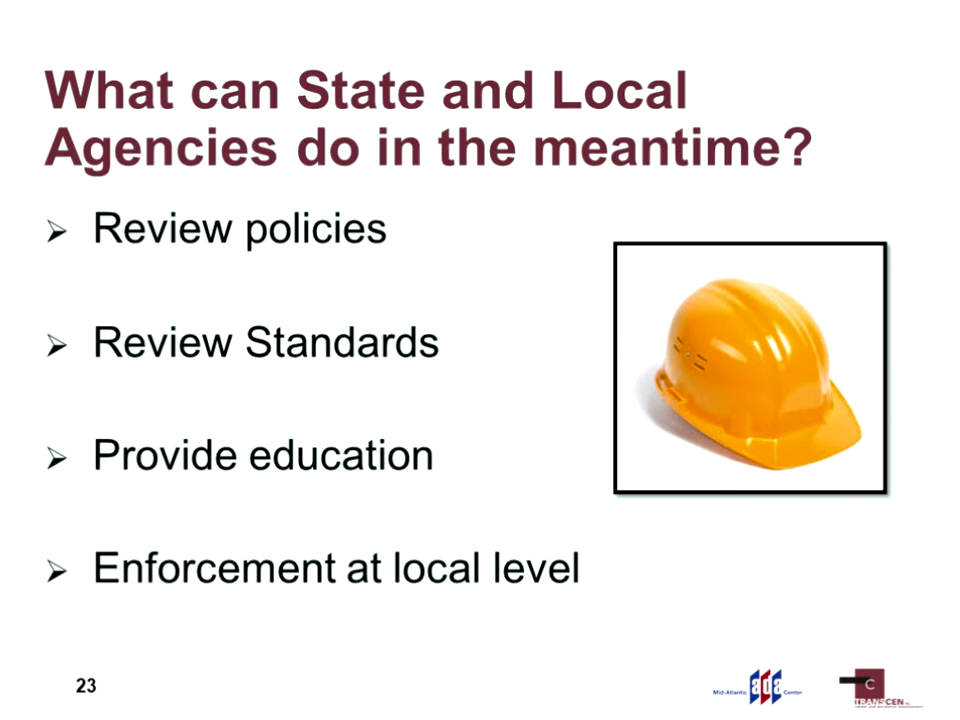 What can State and Local
Agencies do in the meantime?
Review policies
Review Standards
Provide education
Enforcement at local level
23
Mid-Atlantic ada Center
C
TRANSCEN